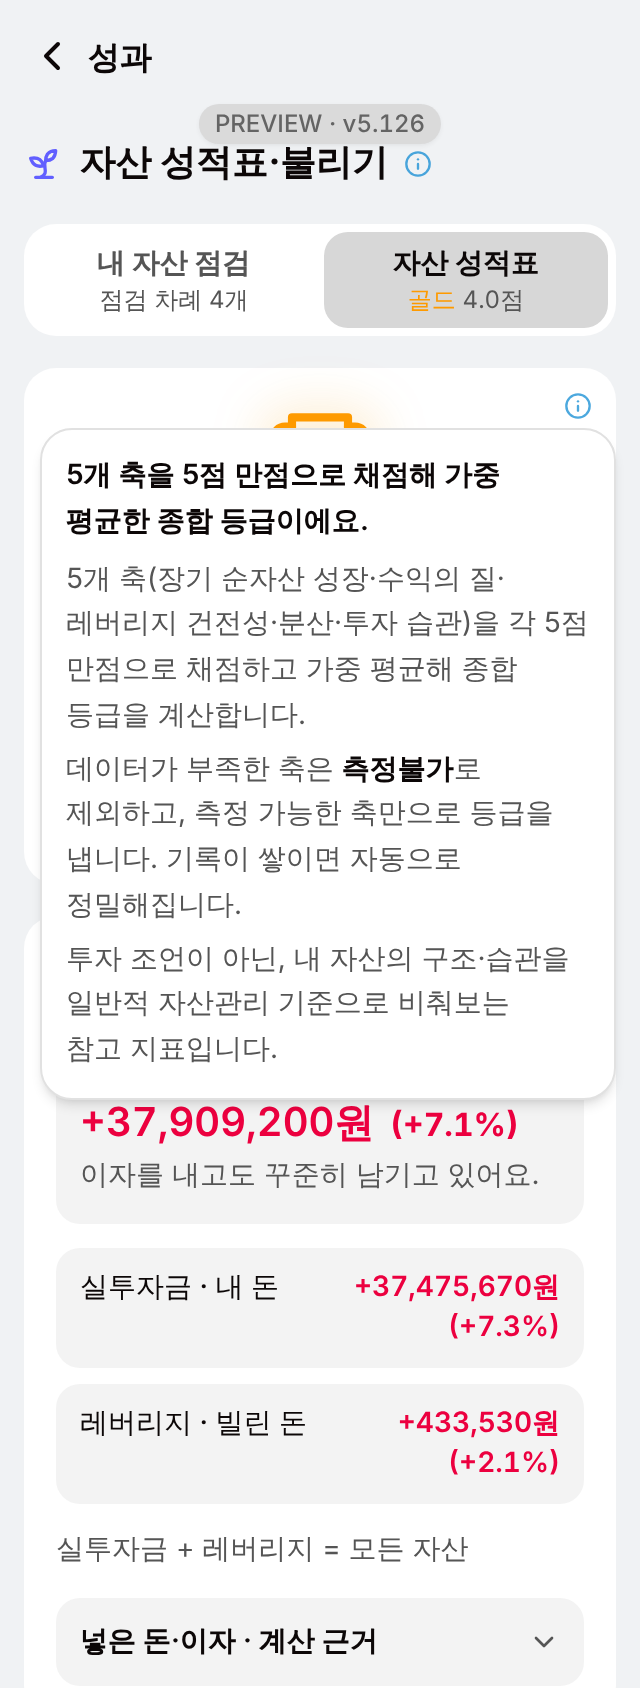 성과
PREVIEW · v5.126
자산 성적표·불리기
내 자산 점검
점검 차례 4개
자산 성적표
골드 4.0점
5개 축을 5점 만점으로 채점해 가중
평균한 종합 등급이에요.
5개 축(장기 순자산 성장·수익의 질·
레버리지 건전성·분산·투자 습관)을 각 5점
만점으로 채점하고 가중 평균해 종합
등급을 계산합니다.
데이터가 부족한 축은 측정불가로
제외하고, 측정 가능한 축만으로 등급을
냅니다. 기록이 쌓이면 자동으로
정밀해집니다.
투자 조언이 아닌, 내 자산의 구조·습관을
일반적 자산관리 기준으로 비춰보는
참고 지표입니다.
+37,909,200원 (+7.1%)
이자를 내고도 꾸준히 남기고 있어요.
실투자금 · 내 돈
+37,475,670원
(+7.3%)
레버리지 · 빌린 돈
+433,530원
(+2.1%)
실투자금 + 레버리지 = 모든 자산
넣은 돈·이자 · 계산 근거